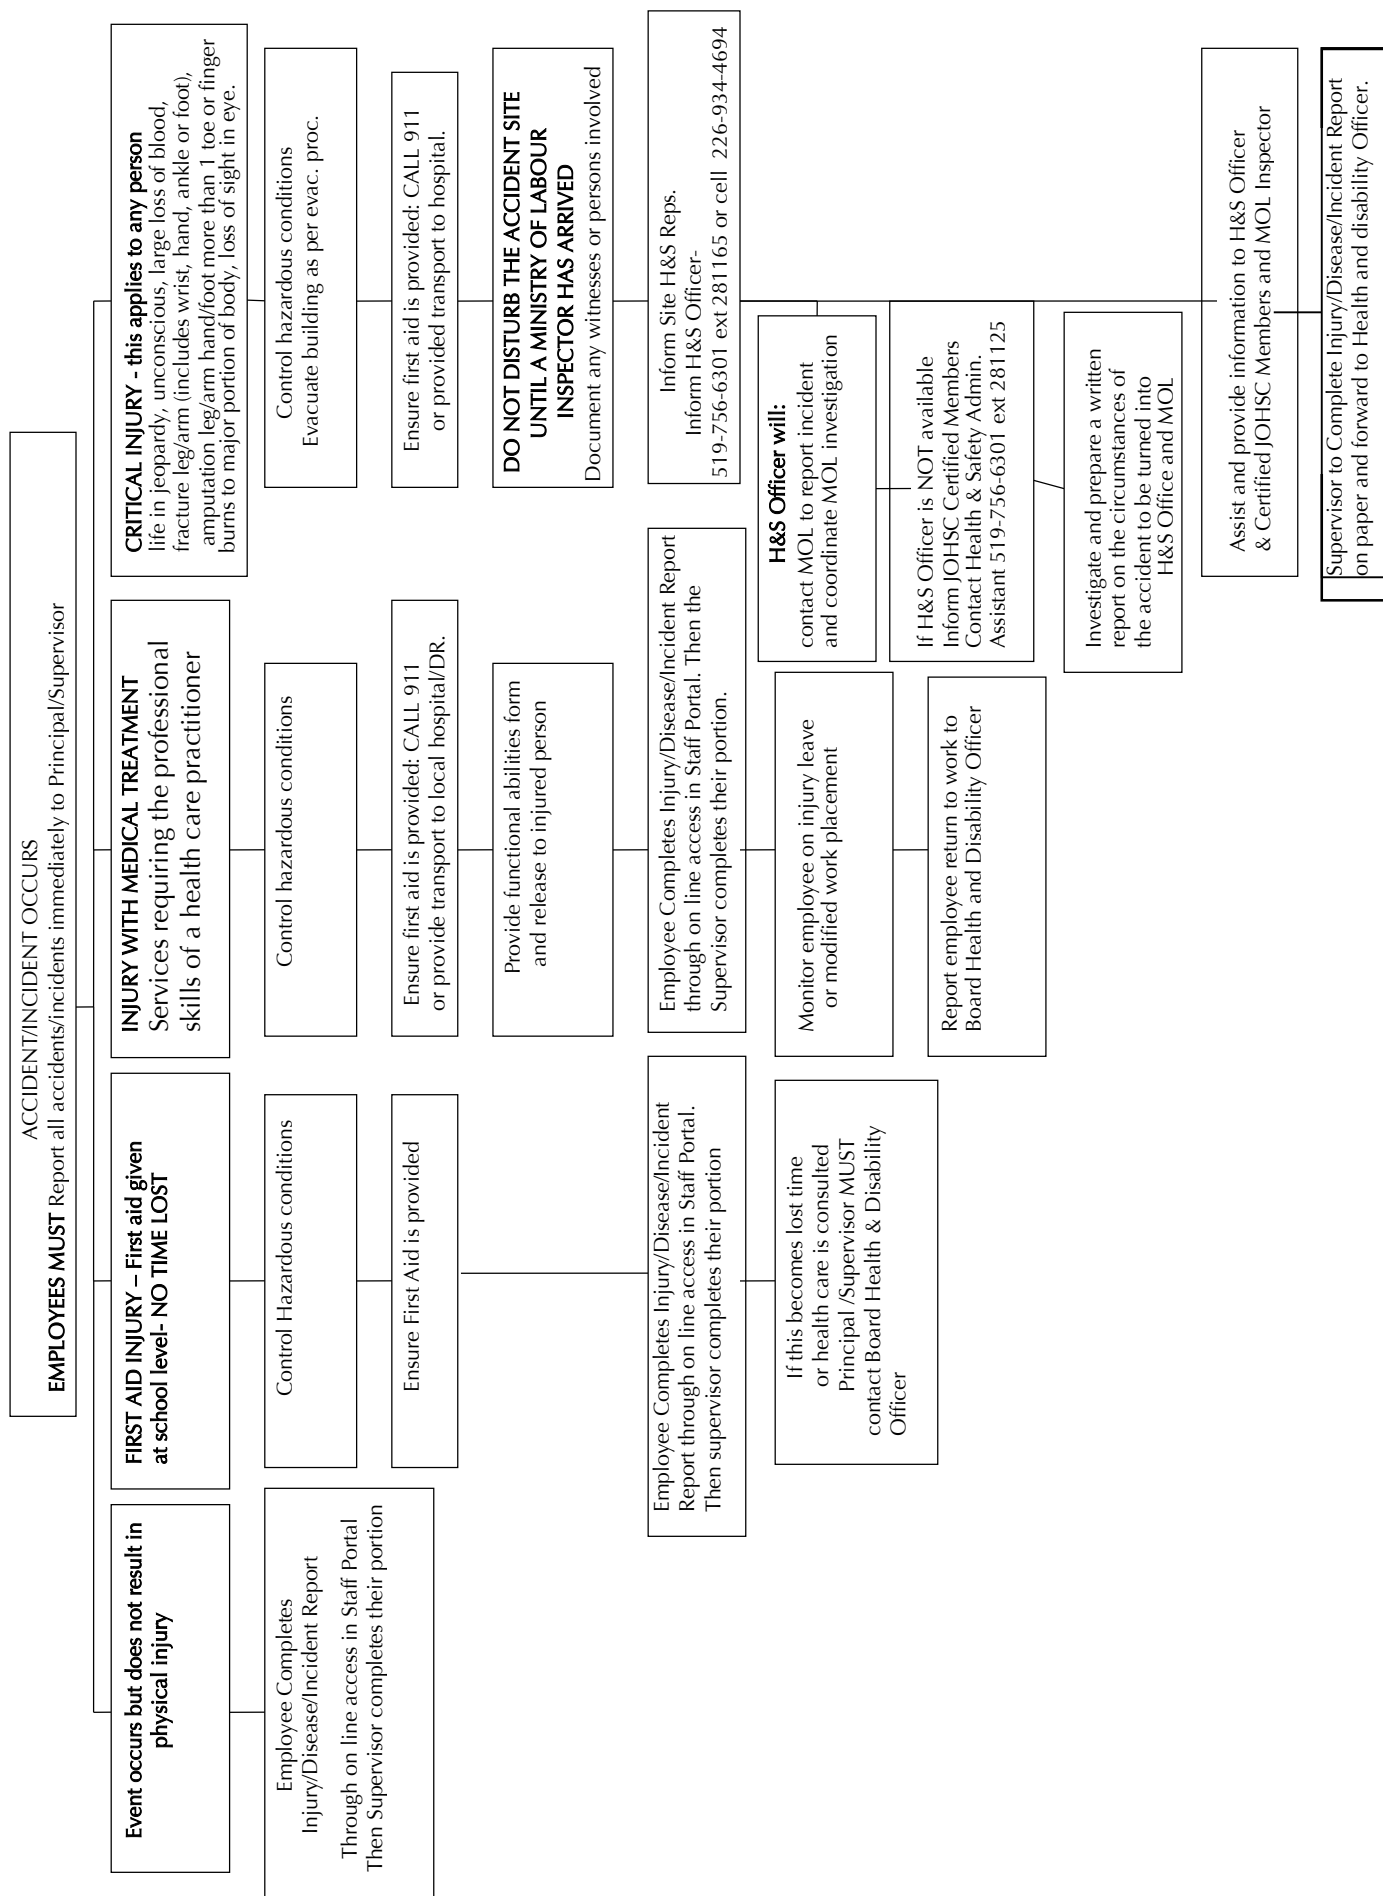 ACCIDENT/INCIDENT OCCURS
EMPLOYEES MUST Report all accidents/incidents immediately to Principal/Supervisor
Event occurs but does not result in
physical injury
Employee Completes
Injury/Disease/Incident Report
Through on line access in Staff Portal
Then Supervisor completes their portion
FIRST AID INJURY – First aid given
at school level- NO TIME LOST
Control Hazardous conditions
Ensure First Aid is provided
Employee Completes Injury/Disease/Incident
Report through on line access in Staff Portal.
Then supervisor completes their portion
If this becomes lost time
or health care is consulted
Principal /Supervisor MUST
contact Board Health & Disability
Officer
INJURY WITH MEDICAL TREATMENT
Services requiring the professional
skills of a health care practitioner
Control hazardous conditions
Ensure first aid is provided: CALL 911
or provide transport to local hospital/DR.
Provide functional abilities form
and release to injured person
Employee Completes Injury/Disease/Incident Report
through on line access in Staff Portal. Then the
Supervisor completes their portion.
Monitor employee on injury leave
or modified work placement
Report employee return to work to
Board Health and Disability Officer
CRITICAL INJURY - this applies to any person
life in jeopardy, unconscious, large loss of blood,
fracture leg/arm (includes wrist, hand, ankle or foot),
amputation leg/arm hand/foot more than 1 toe or finger
burns to major portion of body, loss of sight in eye.
Control hazardous conditions
Evacuate building as per evac. proc.
Ensure first aid is provided: CALL 911
or provided transport to hospital.
DO NOT DISTURB THE ACCIDENT SITE
UNTIL A MINISTRY OF LABOUR
INSPECTOR HAS ARRIVED
Document any witnesses or persons involved
Inform Site H&S Reps.
Inform H&S Officer-
519-756-6301 ext 281165 or cell 226-934-4694
H&S Officer will:
contact MOL to report incident
and coordinate MOL investigation
If H&S Officer is NOT available
Inform JOHSC Certified Members
Contact Health & Safety Admin.
Assistant 519-756-6301 ext 281125
Investigate and prepare a written
report on the circumstances of
the accident to be turned into
H&S Office and MOL
Assist and provide information to H&S Officer
& Certified JOHSC Members and MOL Inspector
Supervisor to Complete Injury/Disease/Incident Report
on paper and forward to Health and disability Officer.